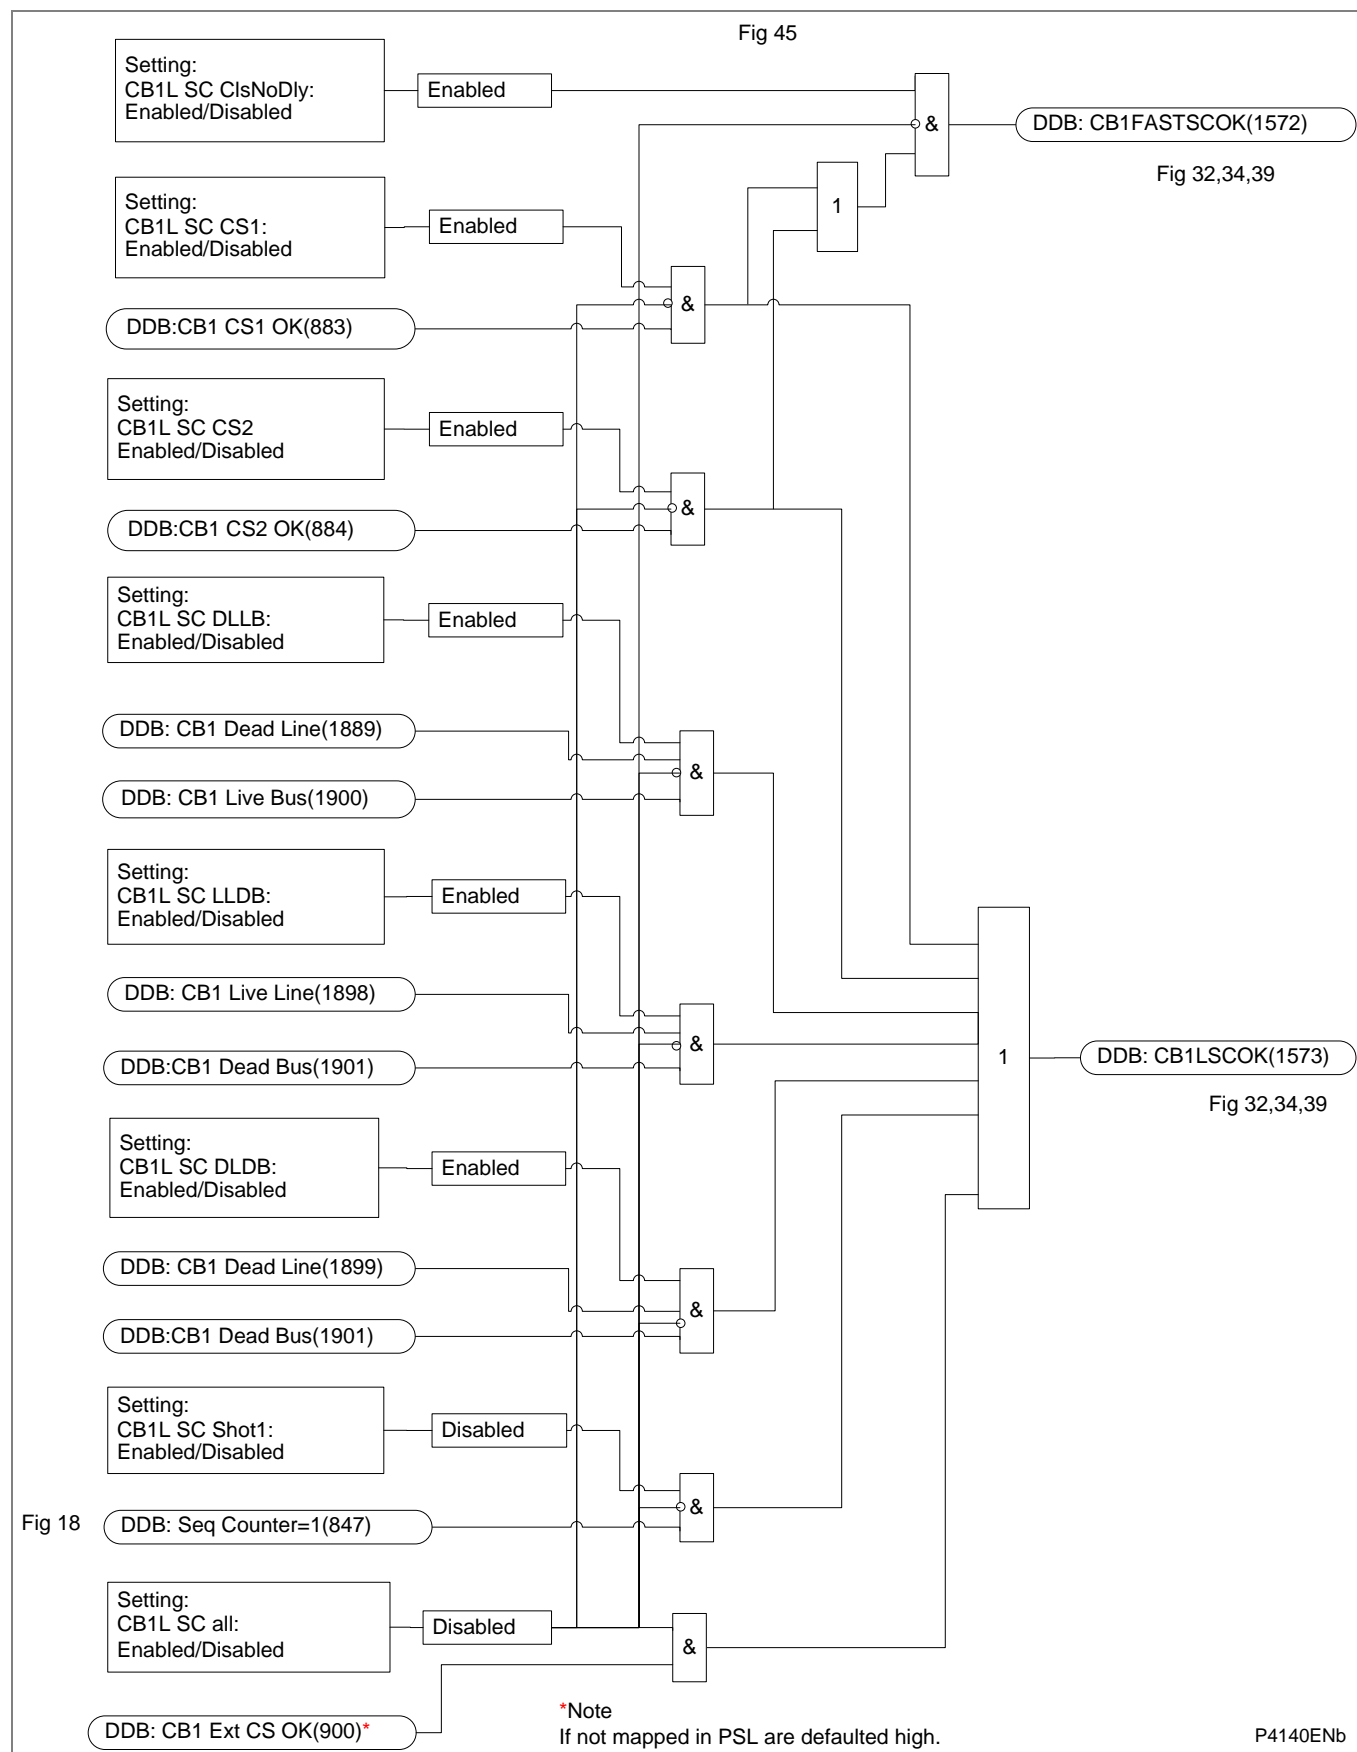 Fig 45
Setting:
CB1L SC ClsNoDly:
Enabled/Disabled
Enabled
&
DDB: CB1FASTSCOK(1572)
Fig 32,34,39
1
Setting:
CB1L SC CS1:
Enabled/Disabled
Enabled
&
DDB:CB1 CS1 OK(883)
Setting:
CB1L SC CS2
Enabled/Disabled
Enabled
&
DDB:CB1 CS2 OK(884)
Setting:
CB1L SC DLLB:
Enabled/Disabled
Enabled
DDB: CB1 Dead Line(1889)
&
DDB: CB1 Live Bus(1900)
Setting:
CB1L SC LLDB:
Enabled/Disabled
Enabled
DDB: CB1 Live Line(1898)
&
DDB:CB1 Dead Bus(1901)
1
DDB: CB1LSCOK(1573)
Fig 32,34,39
Setting:
CB1L SC DLDB:
Enabled/Disabled
Enabled
DDB: CB1 Dead Line(1899)
&
DDB:CB1 Dead Bus(1901)
Setting:
CB1L SC Shot1:
Enabled/Disabled
Disabled
&
Fig 18
DDB: Seq Counter=1(847)
Setting:
CB1L SC all:
Enabled/Disabled
Disabled
&
DDB: CB1 Ext CS OK(900)*
*Note
If not mapped in PSL are defaulted high.
P4140ENb